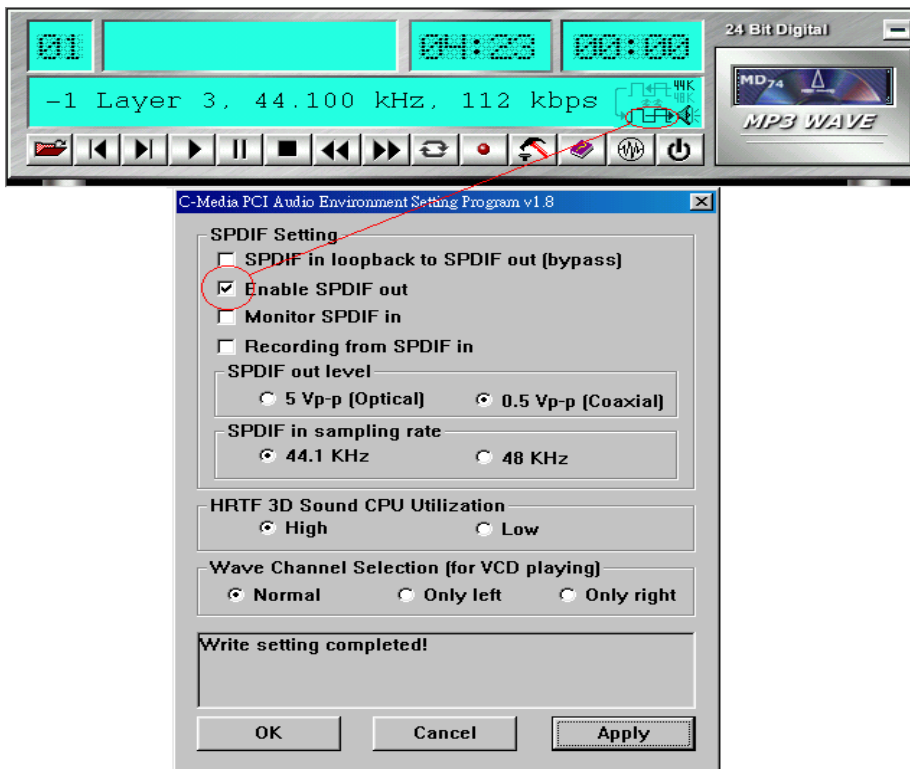 01 04:23 00:00
24 Bit Digital
-1 Layer 3, 44.100 kHz, 112 kbps
44K
48K
MD74
MP3 WAVE
C-Media PCI Audio Environment Setting Program v1.8
SPDIF Setting
SPDIF in loopback to SPDIF out (bypass)
Enable SPDIF out
Monitor SPDIF in
Recording from SPDIF in
SPDIF out level
5 Vp-p (Optical) 0.5 Vp-p (Coaxial)
SPDIF in sampling rate
44.1 KHz 48 KHz
HRTF 3D Sound CPU Utilization
High Low
Wave Channel Selection (for VCD playing)
Normal Only left Only right
Write setting completed!
OK Cancel Apply